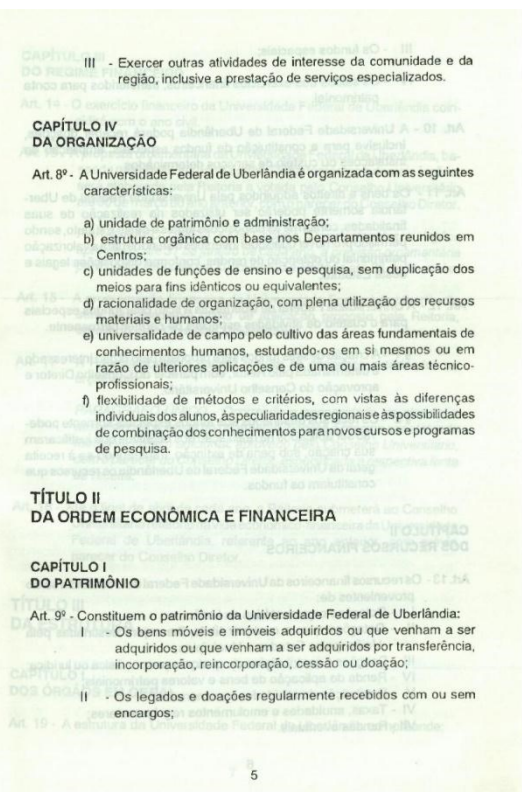 III - Exercer outras atividades de interesse da comunidade e da
região, inclusive a prestação de serviços especializados.
CAPÍTULO IV
DA ORGANIZAÇÃO
Art. 8º - A Universidade Federal de Uberlândia é organizada com as seguintes
características:
a) unidade de patrimônio e administração;
b) estrutura orgânica com base nos Departamentos reunidos em
Centros;
c) unidades de funções de ensino e pesquisa, sem duplicação dos
meios para fins idênticos ou equivalentes;
d) racionalidade de organização, com plena utilização dos recursos
materiais e humanos;
e) universalidade de campo pelo cultivo das áreas fundamentais de
conhecimentos humanos, estudando-os em si mesmos ou em
razão de ulteriores aplicações e de uma ou mais áreas técnico-
profissionais;
f) flexibilidade de métodos e critérios, com vistas às diferenças
individuais dos alunos, às peculiaridades regionais e às possibilidades
de combinação dos conhecimentos para novos cursos e programas
de pesquisa.
TÍTULO II
DA ORDEM ECONÔMICA E FINANCEIRA
CAPÍTULO I
DO PATRIMÔNIO
Art. 9º - Constituem o patrimônio da Universidade Federal de Uberlândia:
I - Os bens móveis e imóveis adquiridos ou que venham a ser
adquiridos ou que venham a ser adquiridos por transferência,
incorporação, reincorporação, cessão ou doação;
II - Os legados e doações regularmente recebidos com ou sem
encargos;
5